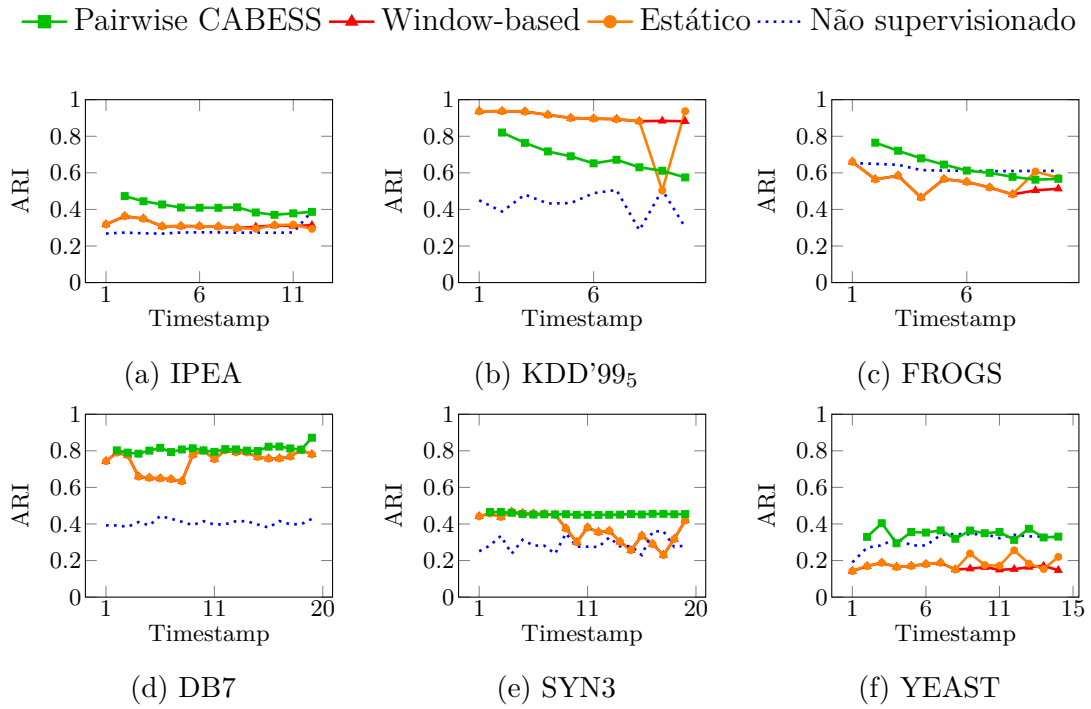 Pairwise CABESS Window-based Estático Não supervisionado
1
0.8
0.6
0.4
0.2
0
ARI
1 6 11
Timestamp
(a) IPEA
1
0.8
0.6
0.4
0.2
0
ARI
1 6
Timestamp
(b) KDD'99₅
1
0.8
0.6
0.4
0.2
0
ARI
1 6
Timestamp
(c) FROGS
1
0.8
0.6
0.4
0.2
0
ARI
1 11 20
Timestamp
(d) DB7
1
0.8
0.6
0.4
0.2
0
ARI
1 11 20
Timestamp
(e) SYN3
1
0.8
0.6
0.4
0.2
0
ARI
1 6 11 15
Timestamp
(f) YEAST